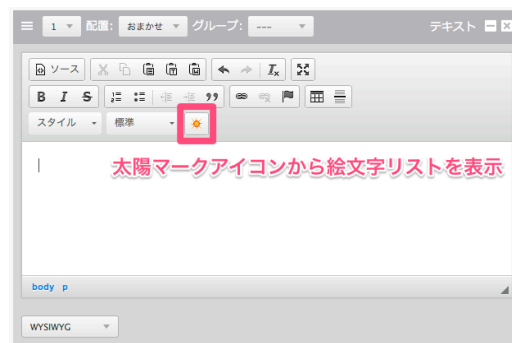 1 配置: おまかせ グループ: --- テキスト
ソース
B I S
スタイル 標準
太陽マークアイコンから絵文字リストを表示
body p
WYSIWYG